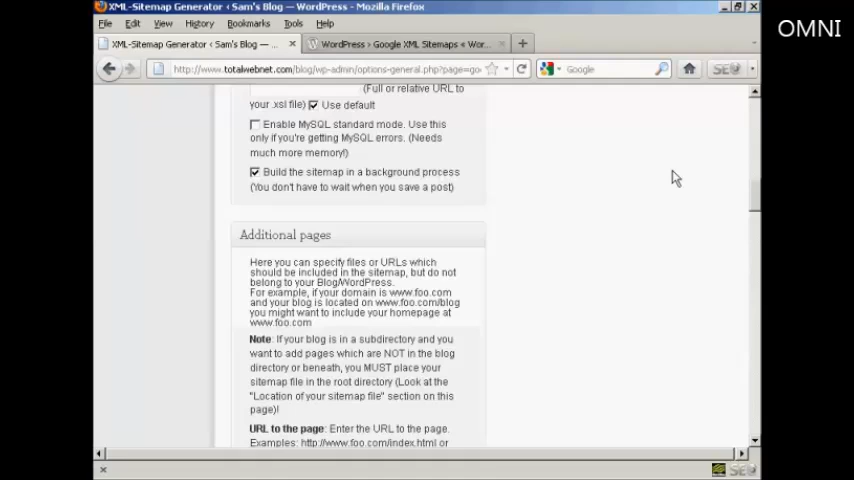 XML-Sitemap Generator ‹ Sam's Blog — WordPress - Mozilla Firefox
OMNI
File Edit View History Bookmarks Tools Help
XML-Sitemap Generator ‹ Sam's Blog — ...
WordPress › Google XML Sitemaps « Wor...
http://www.totalwebnet.com/blog/wp-admin/options-general.php?page=go
Google
SEO
(Full or relative URL to
your .xsl file) Use default
Enable MySQL standard mode. Use this
only if you're getting MySQL errors. (Needs
much more memory!)
Build the sitemap in a background process
(You don't have to wait when you save a post)
Additional pages
Here you can specify files or URLs which
should be included in the sitemap, but do not
belong to your Blog/WordPress.
For example, if your domain is www.foo.com
and your blog is located on www.foo.com/blog
you might want to include your homepage at
www.foo.com
Note: If your blog is in a subdirectory and you
want to add pages which are NOT in the blog
directory or beneath, you MUST place your
sitemap file in the root directory (Look at the
"Location of your sitemap file" section on this
page)!
URL to the page: Enter the URL to the page.
Examples: http://www.foo.com/index.html or
SEO